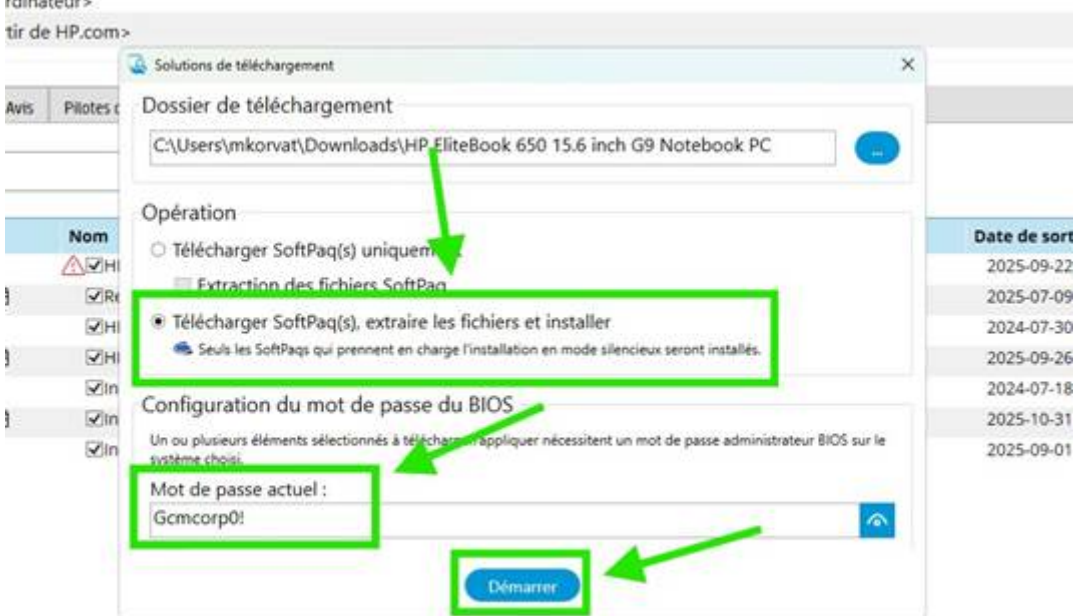 rdinateur>
tir de HP.com>
Solutions de téléchargement
Avis Pilotes
Dossier de téléchargement
C:\Users\mkorvat\Downloads\HP EliteBook 650 15.6 inch G9 Notebook PC
...
Opération
Nom
Date de sort
Télécharger SoftPaq(s)
2025-09-22
Extraction des fichiers SoftPaq
2025-07-09
Télécharger SoftPaq(s), extraire les fichiers et installer
2024-07-30
Seuls les SoftPaqs qui prennent en charge l'installation en mode silencieux seront installés.
2025-09-26
2024-07-18
Configuration du mot de passe du BIOS
2025-10-31
Un ou plusieurs éléments sélectionnés à appliquer nécessitent un mot de passe administrateur BIOS sur le
système choisi.
2025-09-01
Mot de passe actuel :
Gcmcorp0!
Démarrer